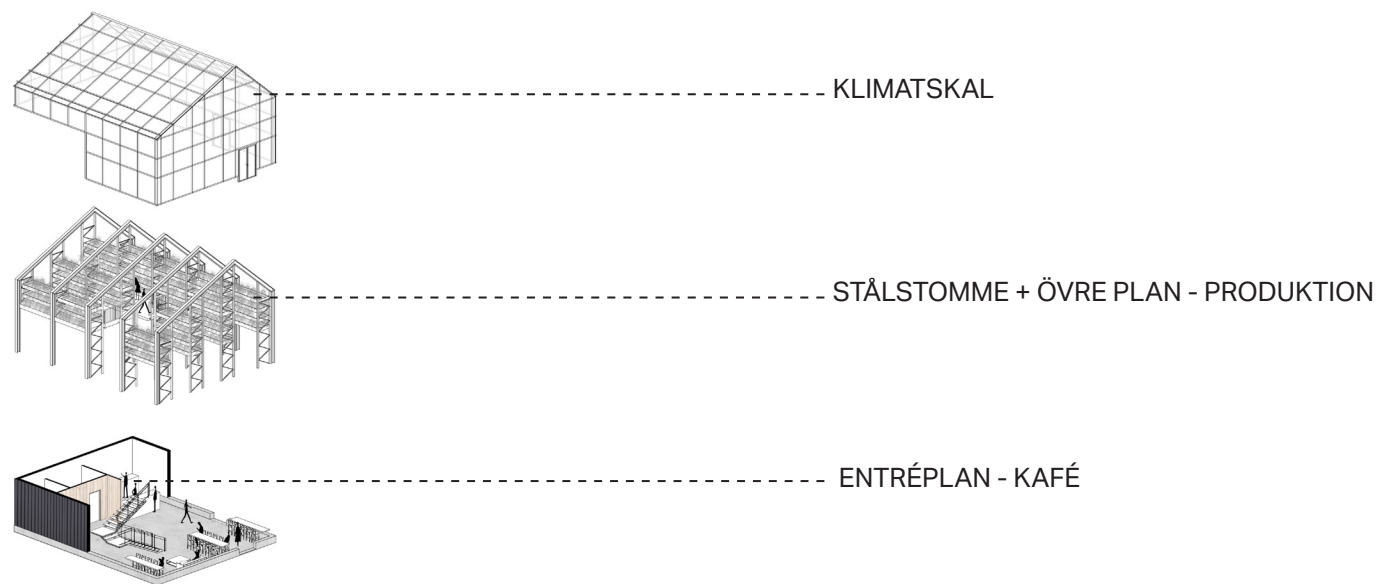 KLIMATSKAL
STÅLSTOMME + ÖVRE PLAN - PRODUKTION
ENTRÉPLAN - KAFÉ